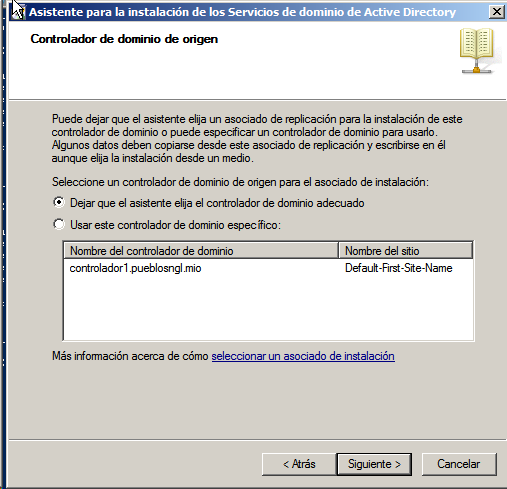 Asistente para la instalación de los Servicios de dominio de Active Directory
Controlador de dominio de origen
Puede dejar que el asistente elija un asociado de replicación para la instalación de este
controlador de dominio o puede especificar un controlador de dominio para usarlo.
Algunos datos deben copiarse desde este asociado de replicación y escribirse en él
aunque elija la instalación desde un medio.
Seleccione un controlador de dominio de origen para el asociado de instalación:
Dejar que el asistente elija el controlador de dominio adecuado
Usar este controlador de dominio específico:
Nombre del controlador de dominio Nombre del sitio
controlador1.pueblosngl.mio Default-First-Site-Name
Más información acerca de cómo seleccionar un asociado de instalación
< Atrás Siguiente > Cancelar